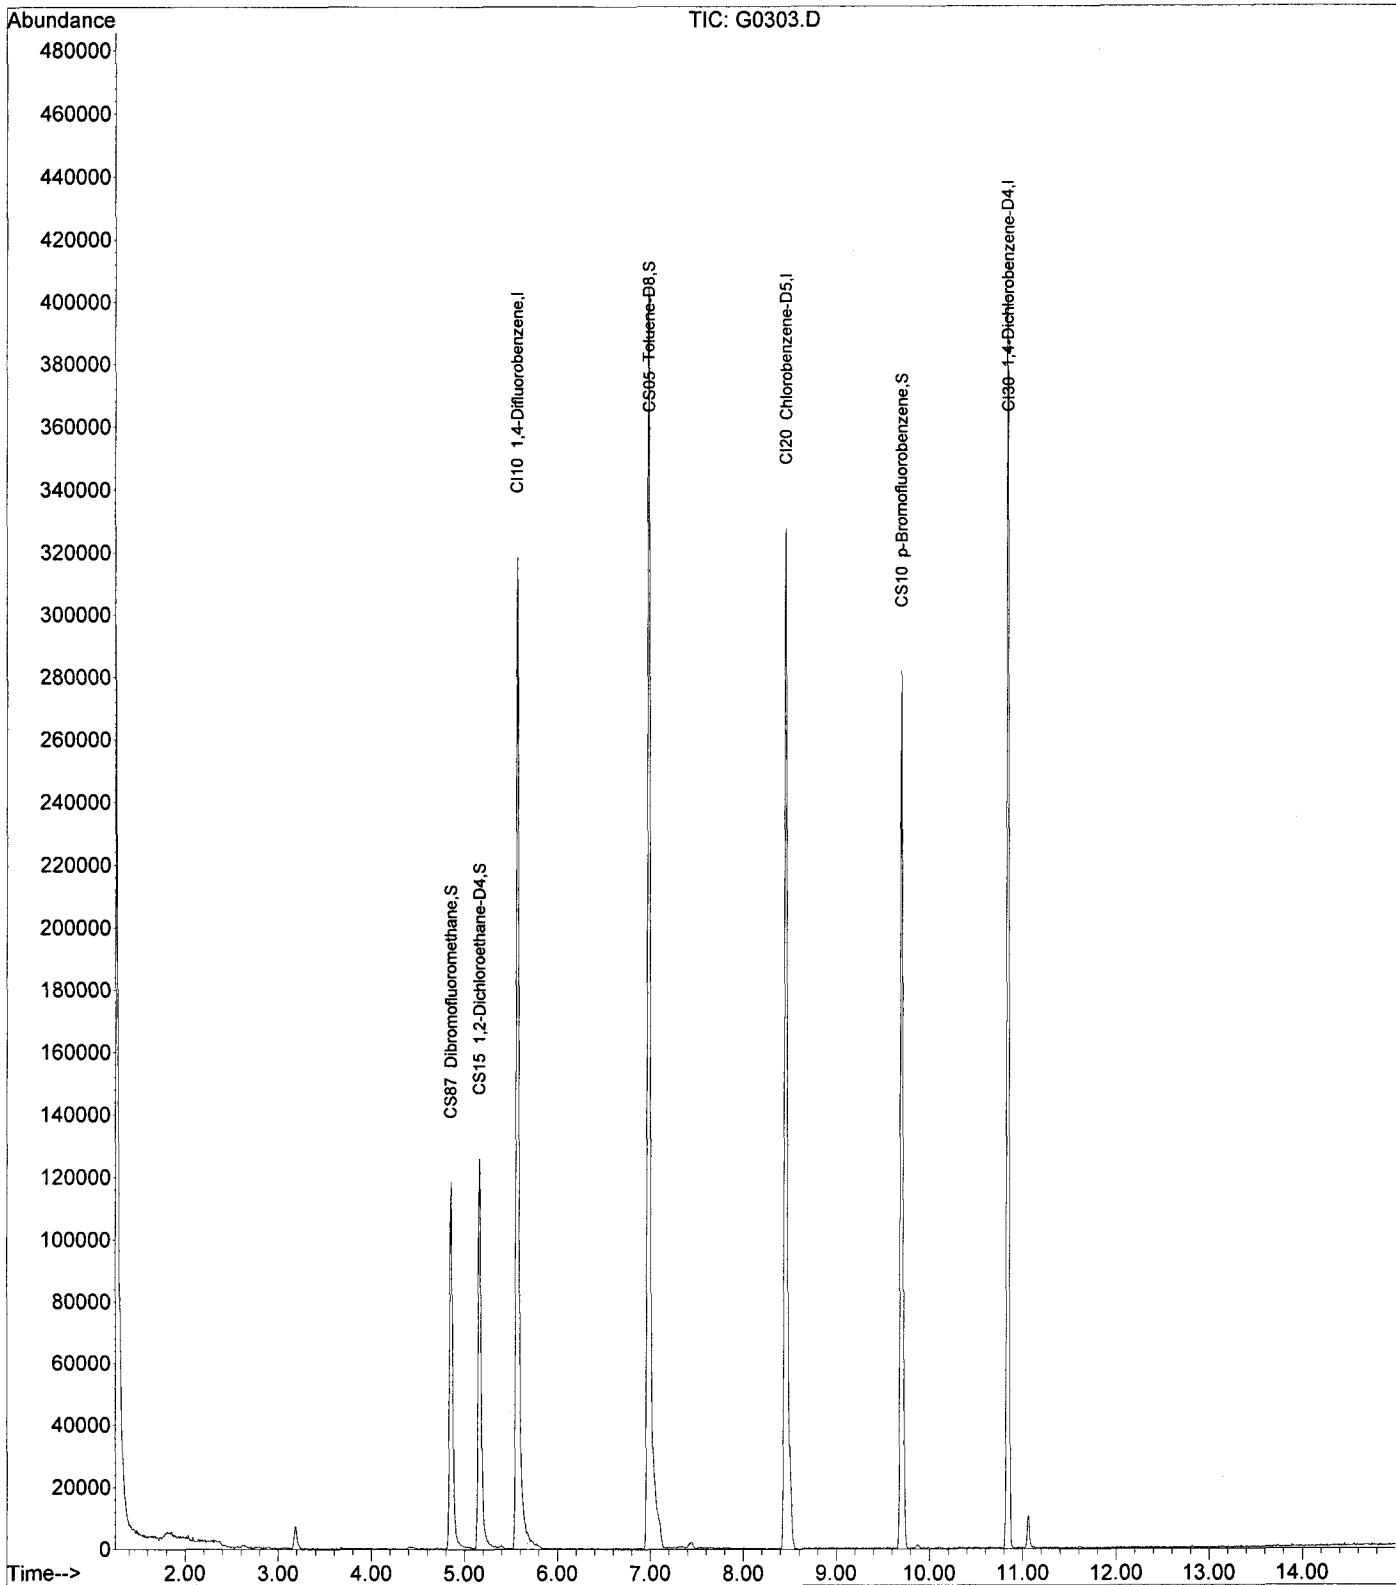 Abundance
TIC: G0303.D
480000
460000
440000
420000
400000
380000
360000
340000
320000
300000
280000
260000
240000
220000
200000
180000
160000
140000
120000
100000
80000
60000
40000
20000
0
CS87 Dibromofluoromethane,S
CS15 1,2-Dichloroethane-D4,S
CI10 1,4-Difluorobenzene,I
CS05 Toluene-D8,S
CI20 Chlorobenzene-D5,I
CS10 p-Bromofluorobenzene,S
CI30 1,4-Dichlorobenzene-D4,I
Time--> 2.00 3.00 4.00 5.00 6.00 7.00 8.00 9.00 10.00 11.00 12.00 13.00 14.00